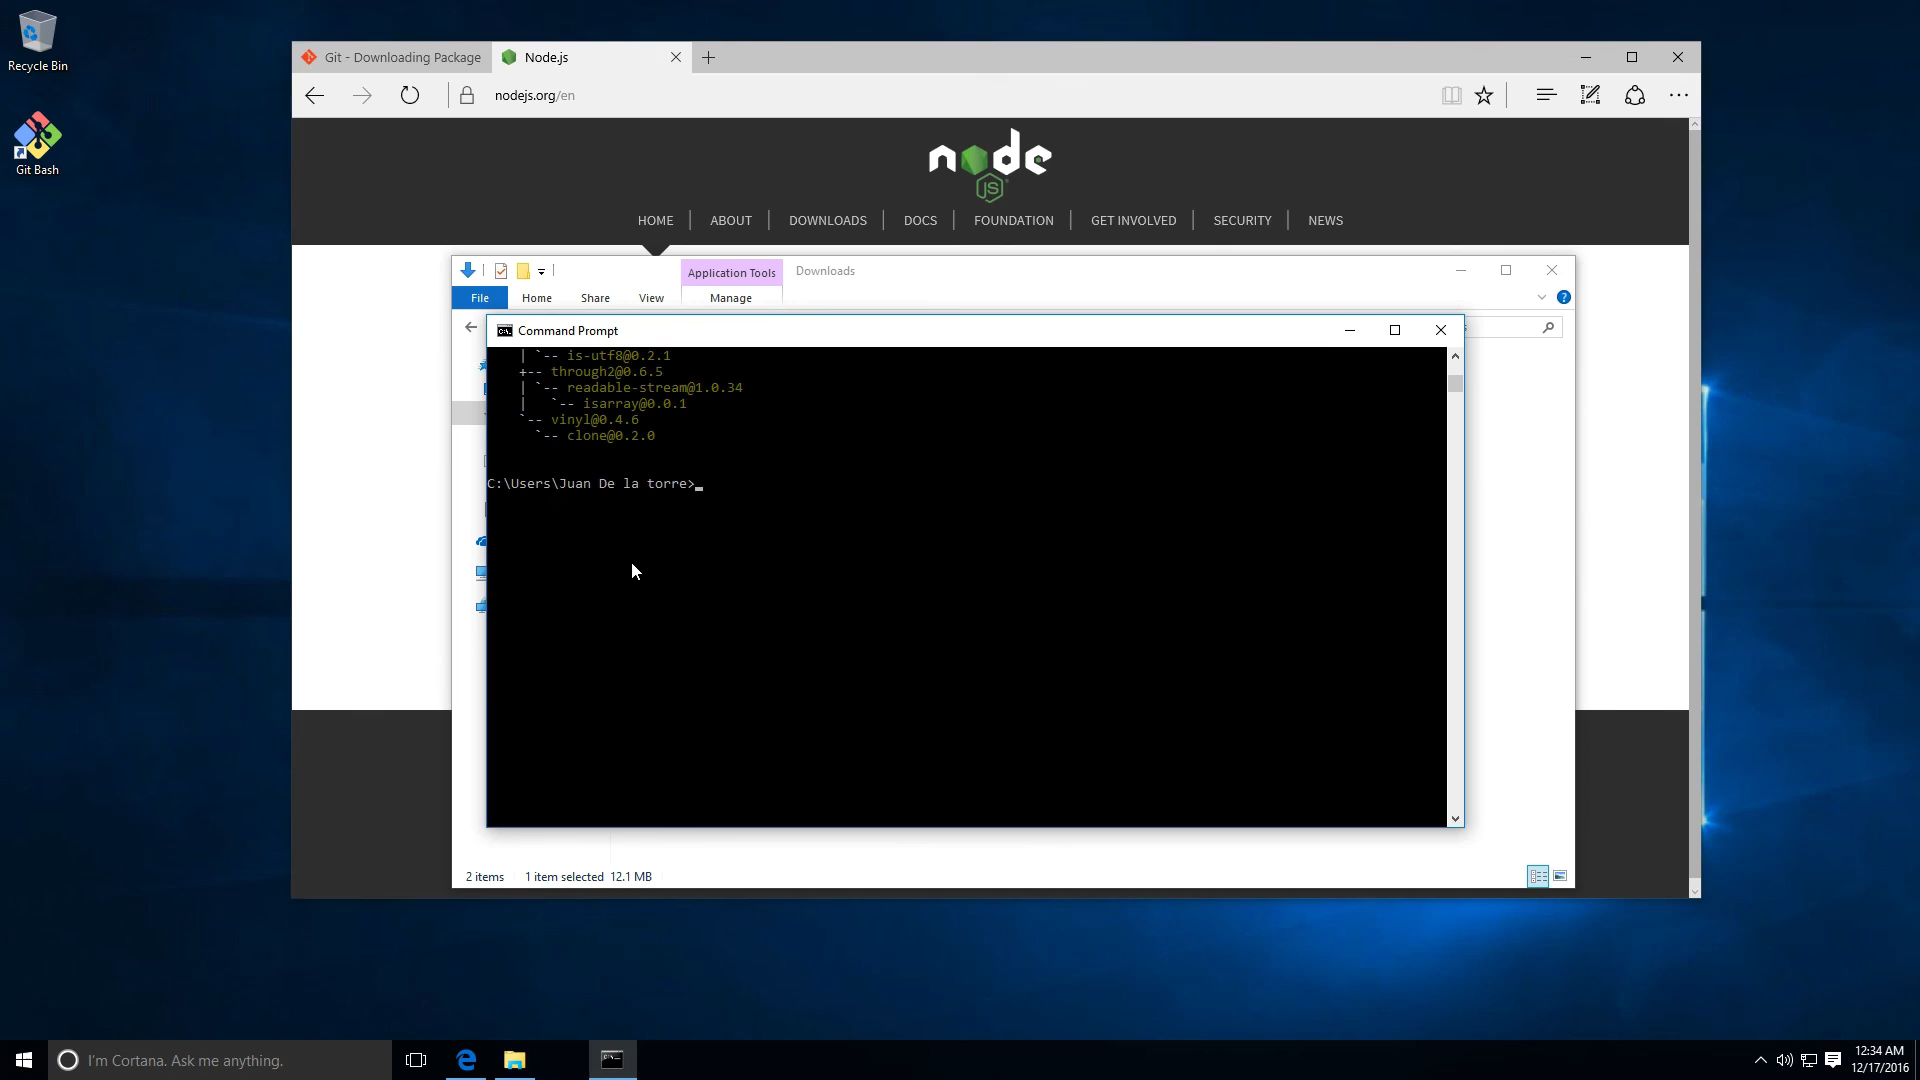 Recycle Bin
Git Bash
Git - Downloading Package
Node.js
nodejs.org/en
node
JS
HOME
ABOUT
DOWNLOADS
DOCS
FOUNDATION
GET INVOLVED
SECURITY
NEWS
Application Tools
Downloads
File
Home
Share
View
Manage
Command Prompt
| `-- is-utf8@0.2.1
+-- through2@0.6.5
| `-- readable-stream@1.0.34
|   `-- isarray@0.0.1
`-- vinyl@0.4.6
  `-- clone@0.2.0
C:\Users\Juan De la torre>_
2 items
1 item selected 12.1 MB
I'm Cortana. Ask me anything.
12:34 AM
12/17/2016